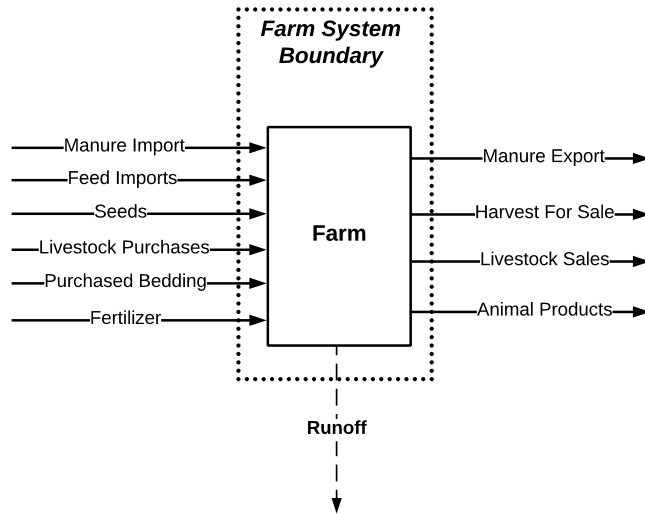 Farm System
Boundary
Manure Import
Feed Imports
Seeds
Livestock Purchases
Purchased Bedding
Fertilizer
Farm
Manure Export
Harvest For Sale
Livestock Sales
Animal Products
Runoff